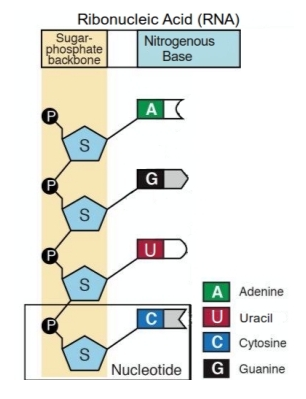 Ribonucleic Acid (RNA)
Sugar-
phosphate
backbone
Nitrogenous
Base
P
A
S
P
G
S
P
U
S
P
C
S
Nucleotide
A Adenine
U Uracil
C Cytosine
G Guanine